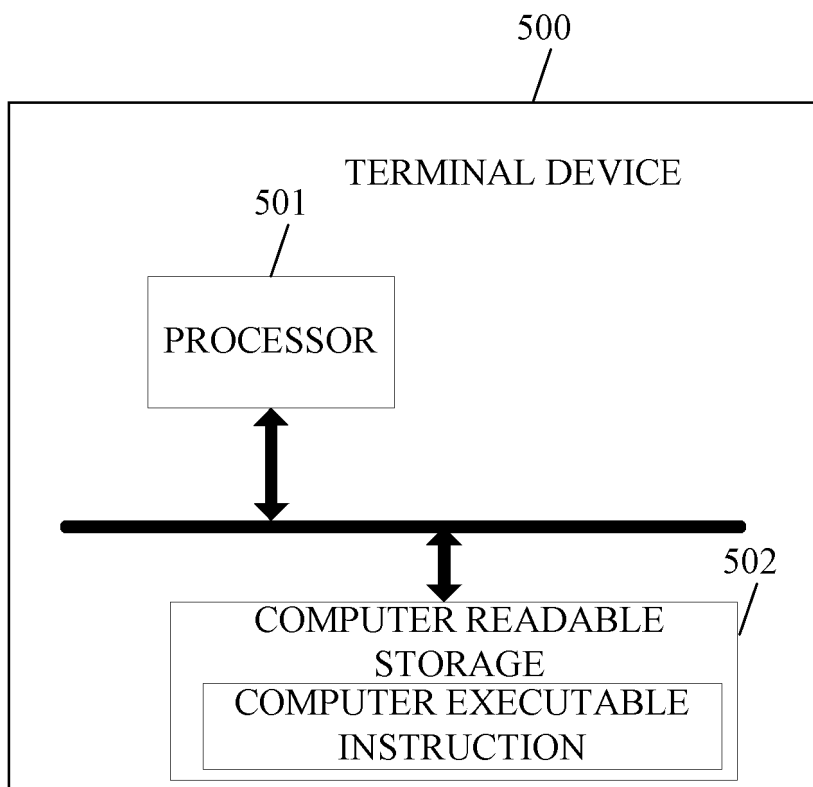 500
TERMINAL DEVICE
501
PROCESSOR
502
COMPUTER READABLE
STORAGE
COMPUTER EXECUTABLE
INSTRUCTION